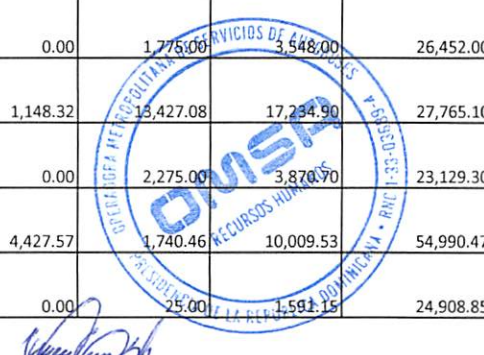 0.00 1,775.00 3,548.00 26,452.00
1,148.32 13,427.08 17,234.90 27,765.10
0.00 2,275.00 3,870.70 23,129.30
4,427.57 1,740.46 10,009.53 54,990.47
0.00 25.00 1,592.15 24,908.85
OPERADORA METROPOLITANA DE SERVICIOS DE AUTOBUSES
RNC 1-33-03699-4
OMSA
RECURSOS HUMANOS
PRESIDENCIA DE LA REPUBLICA DOMINICANA